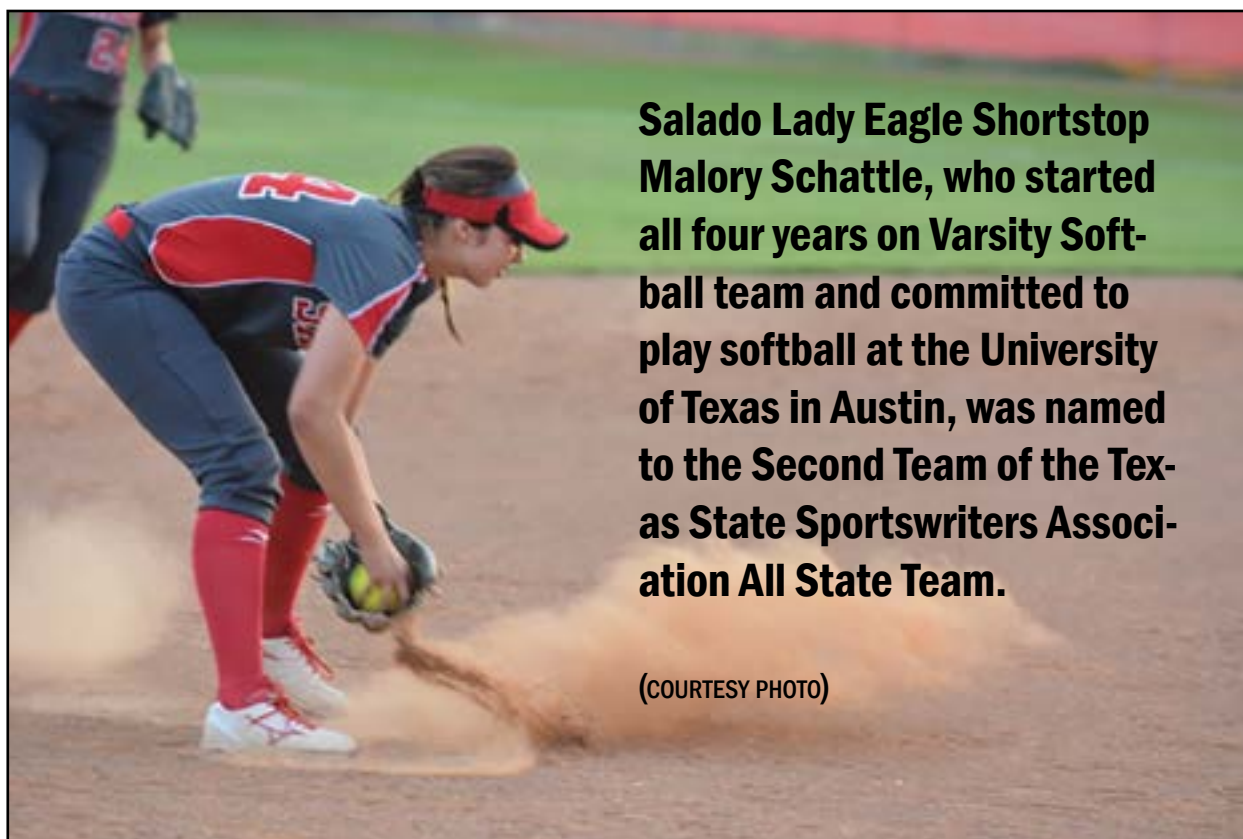 Salado Lady Eagle Shortstop
Malory Schattle, who started
all four years on Varsity Soft-
ball team and committed to
play softball at the University
of Texas in Austin, was named
to the Second Team of the Tex-
as State Sportswriters Associ-
ation All State Team.
(COURTESY PHOTO)